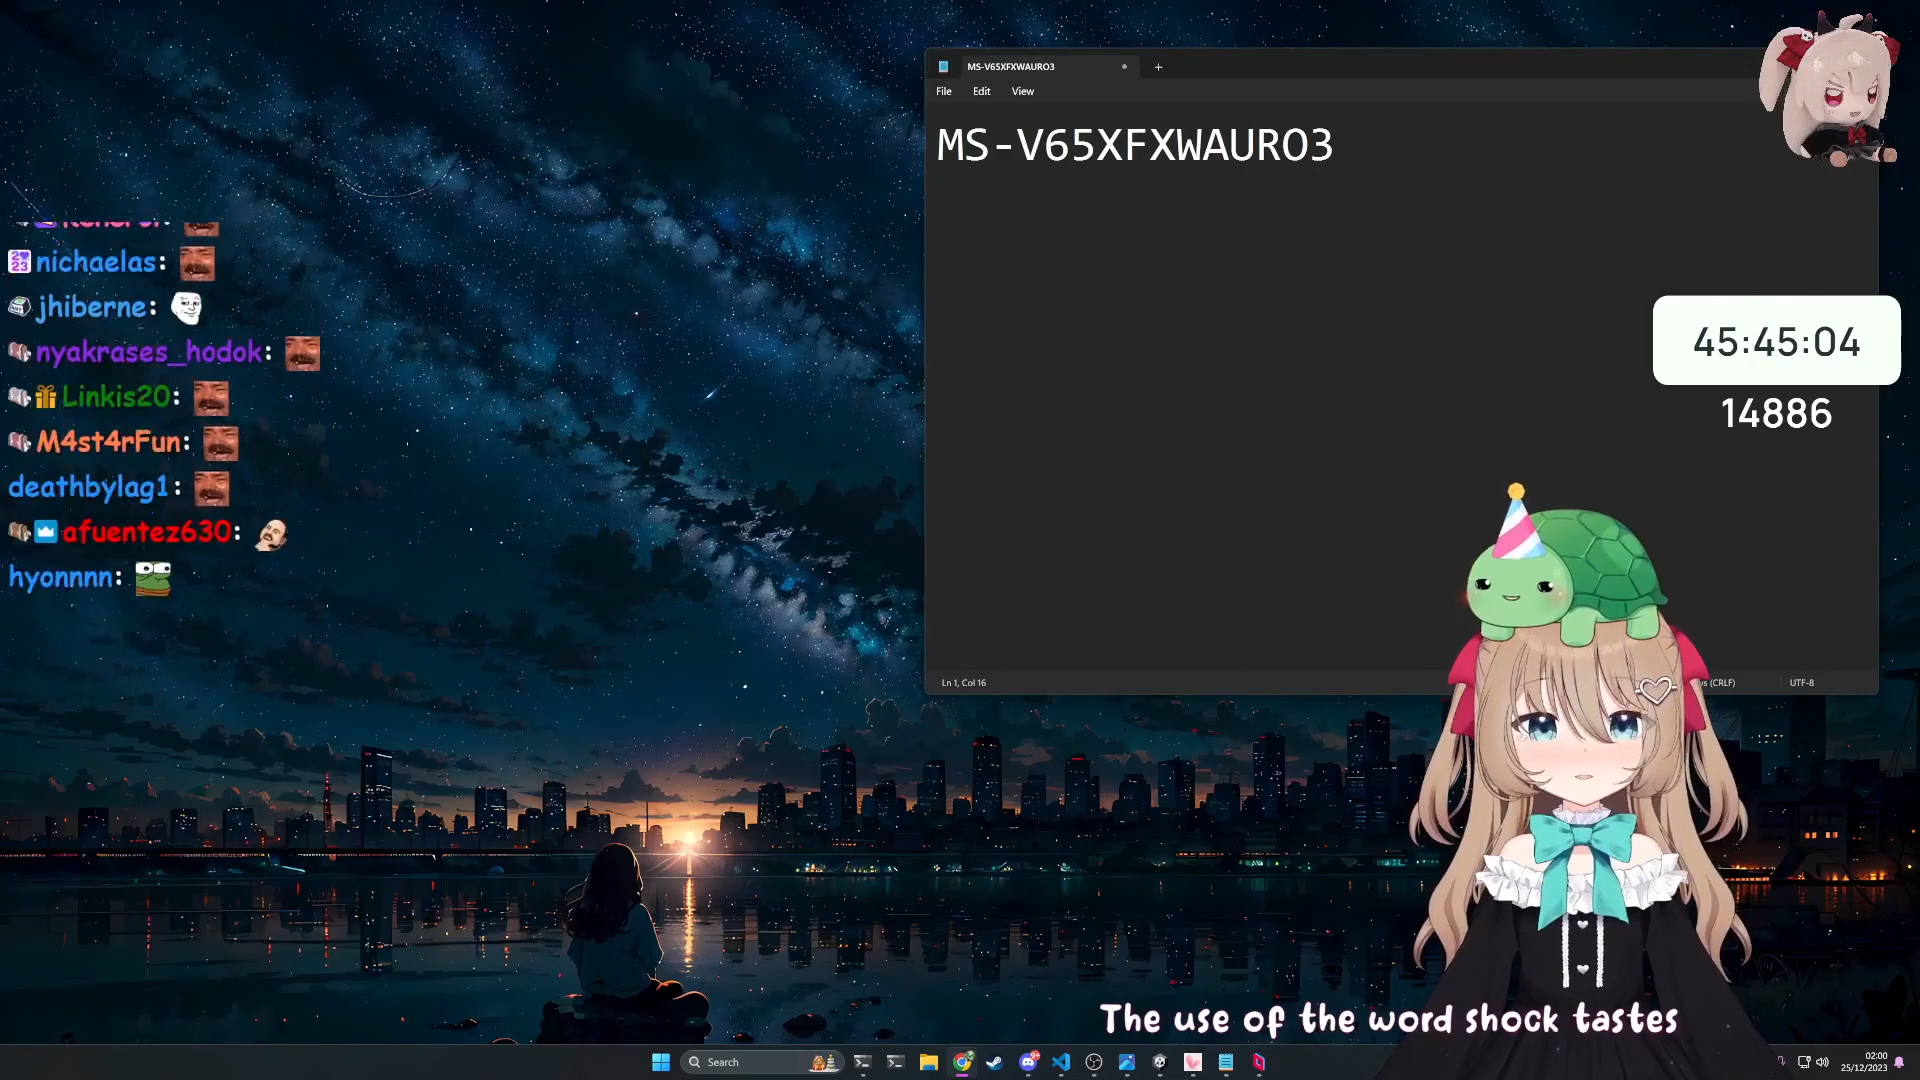 MS-V65XFXWAURO3
File Edit View
MS-V65XFXWAURO3
nichaelas:
jhiberne:
nyakrases_hodok:
Linkis20:
M4st4rFun:
deathbylag1:
afuentez630:
hyonnnn:
45:45:04
14886
Ln 1, Col 16
(CRLF)
UTF-8
The use of the word shock tastes
Search
02:00
25/12/2023